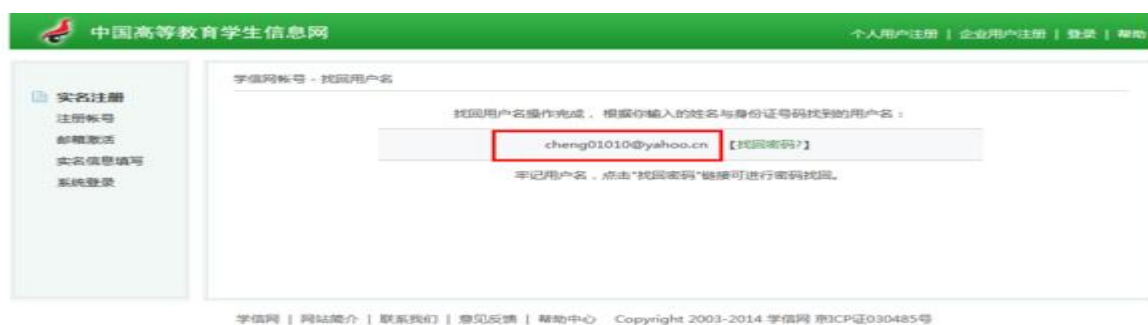 中国高等教育学生信息网
个人用户注册 | 企业用户注册 | 登录 | 帮助
实名注册
注册帐号
邮箱激活
实名信息填写
系统登录
学信网帐号 - 找回用户名
找回用户名操作完成，根据你输入的姓名与身份证号码找到的用户名：
cheng01010@yahoo.cn 【找回密码?】
牢记用户名，点击"找回密码"链接可进行密码找回。
学信网 | 网站简介 | 联系我们 | 意见反馈 | 帮助中心 Copyright 2003-2014 学信网 京ICP证030485号